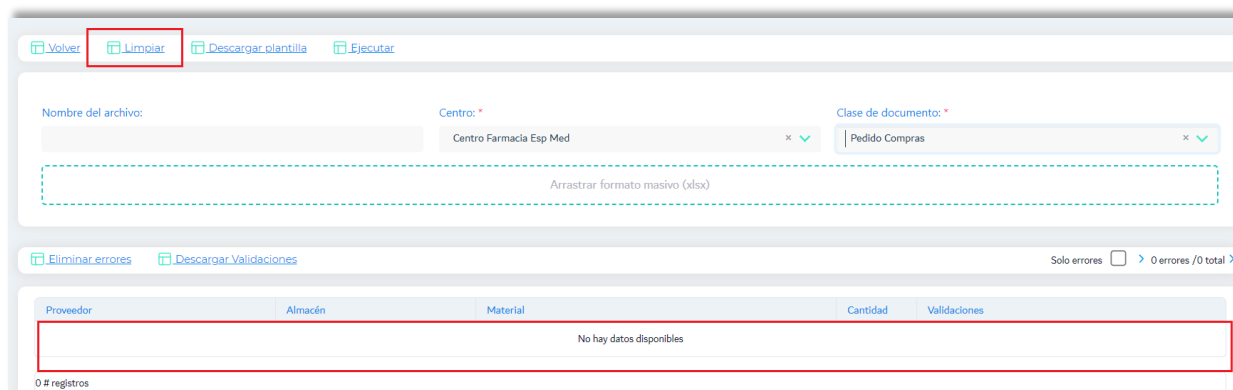 Volver Limpiar Descargar plantilla Ejecutar
Nombre del archivo: Centro: * Clase de documento: *
Centro Farmacia Esp Med × Pedido Compras ×
Arrastrar formato masivo (xlsx)
Eliminar errores Descargar Validaciones Solo errores > 0 errores /0 total >
Proveedor Almacén Material Cantidad Validaciones
No hay datos disponibles
0 # registros